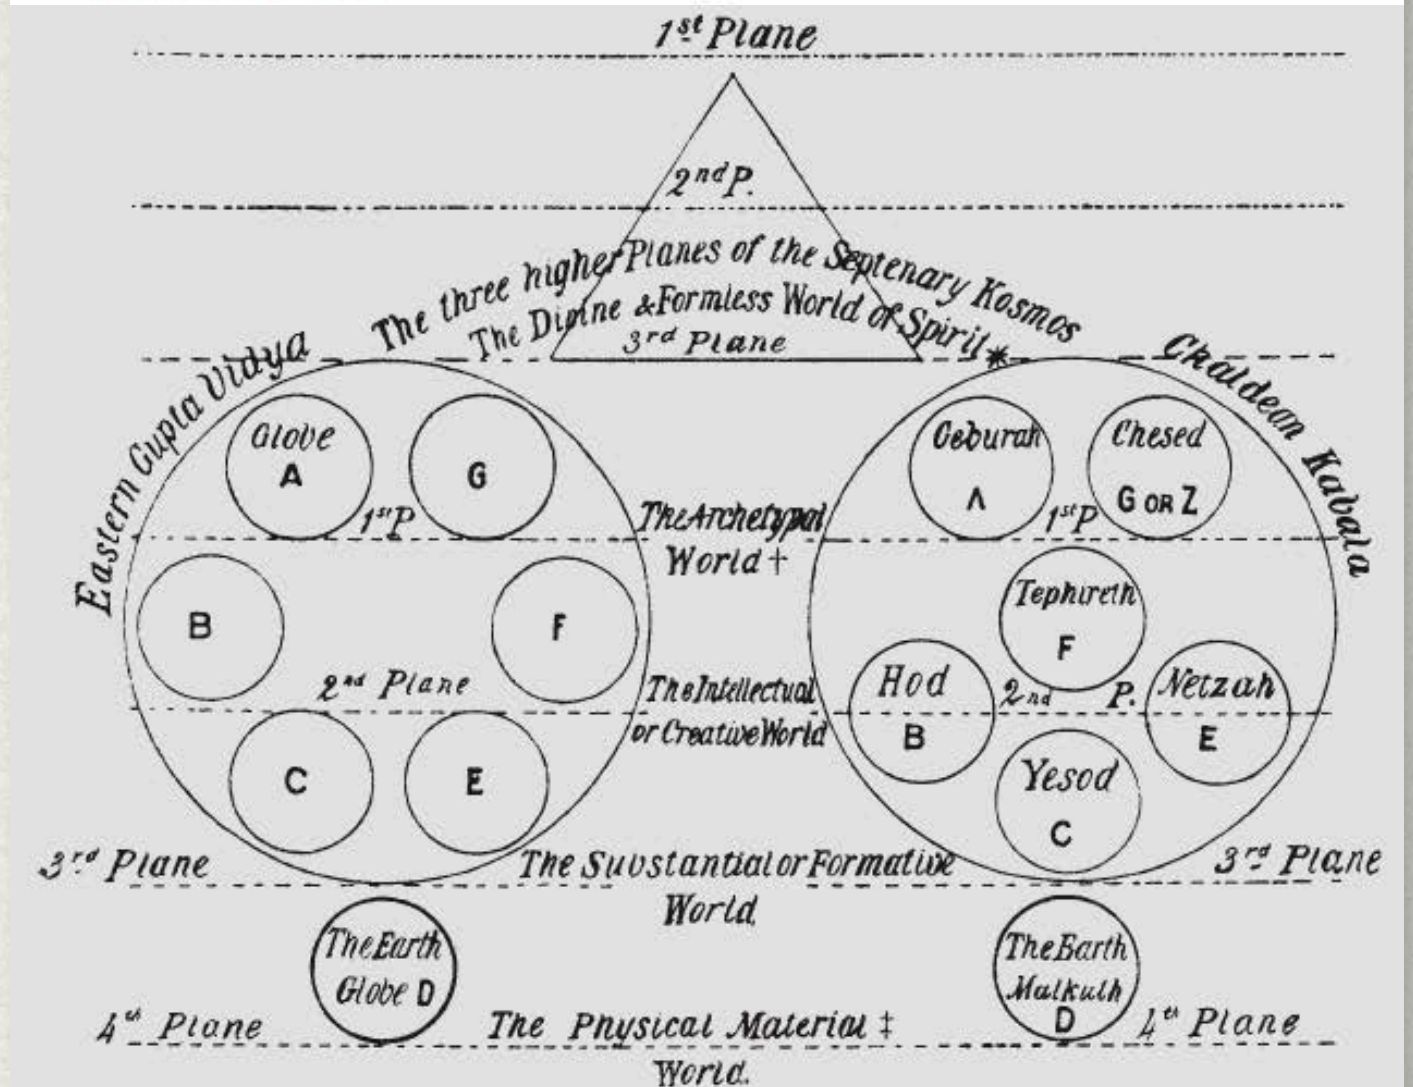 1st Plane
2nd P.
The three higher Planes of the Septenary Kosmos
The Divine & Formless World of Spirit*
3rd Plane
Eastern Gupta Vidya
Chaldean Kabala
Globe
A
G
1st P
The Archetypal
World †
Geburah
A
Chesed
G OR Z
1st P
B
F
2nd Plane
The Intellectual
or Creative World
Tephireth
F
Hod
B
2nd P.
Netzah
E
C
E
Yesod
C
3rd Plane
The Substantial or Formative
World.
3rd Plane
The Earth
Globe D
The Earth
Malkuth
D
4th Plane
The Physical Material ‡
World.
4th Plane